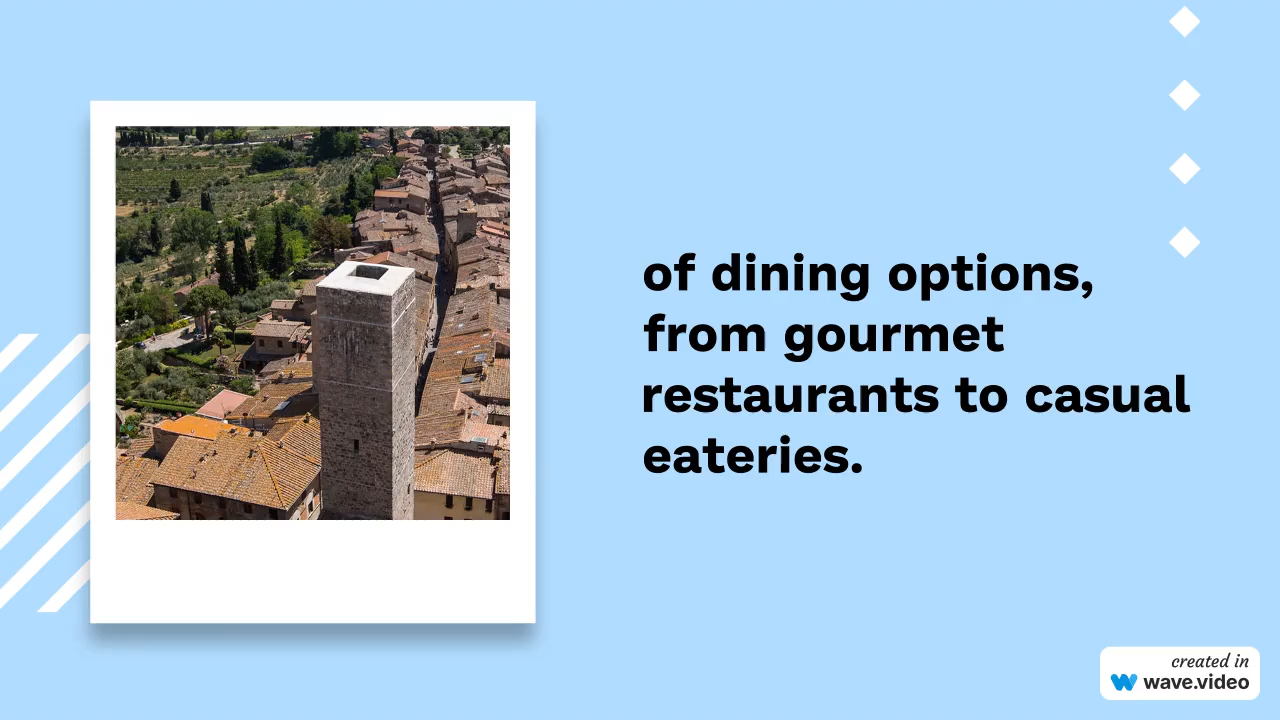 of dining options,
from gourmet
restaurants to casual
eateries.
created in
wave.video